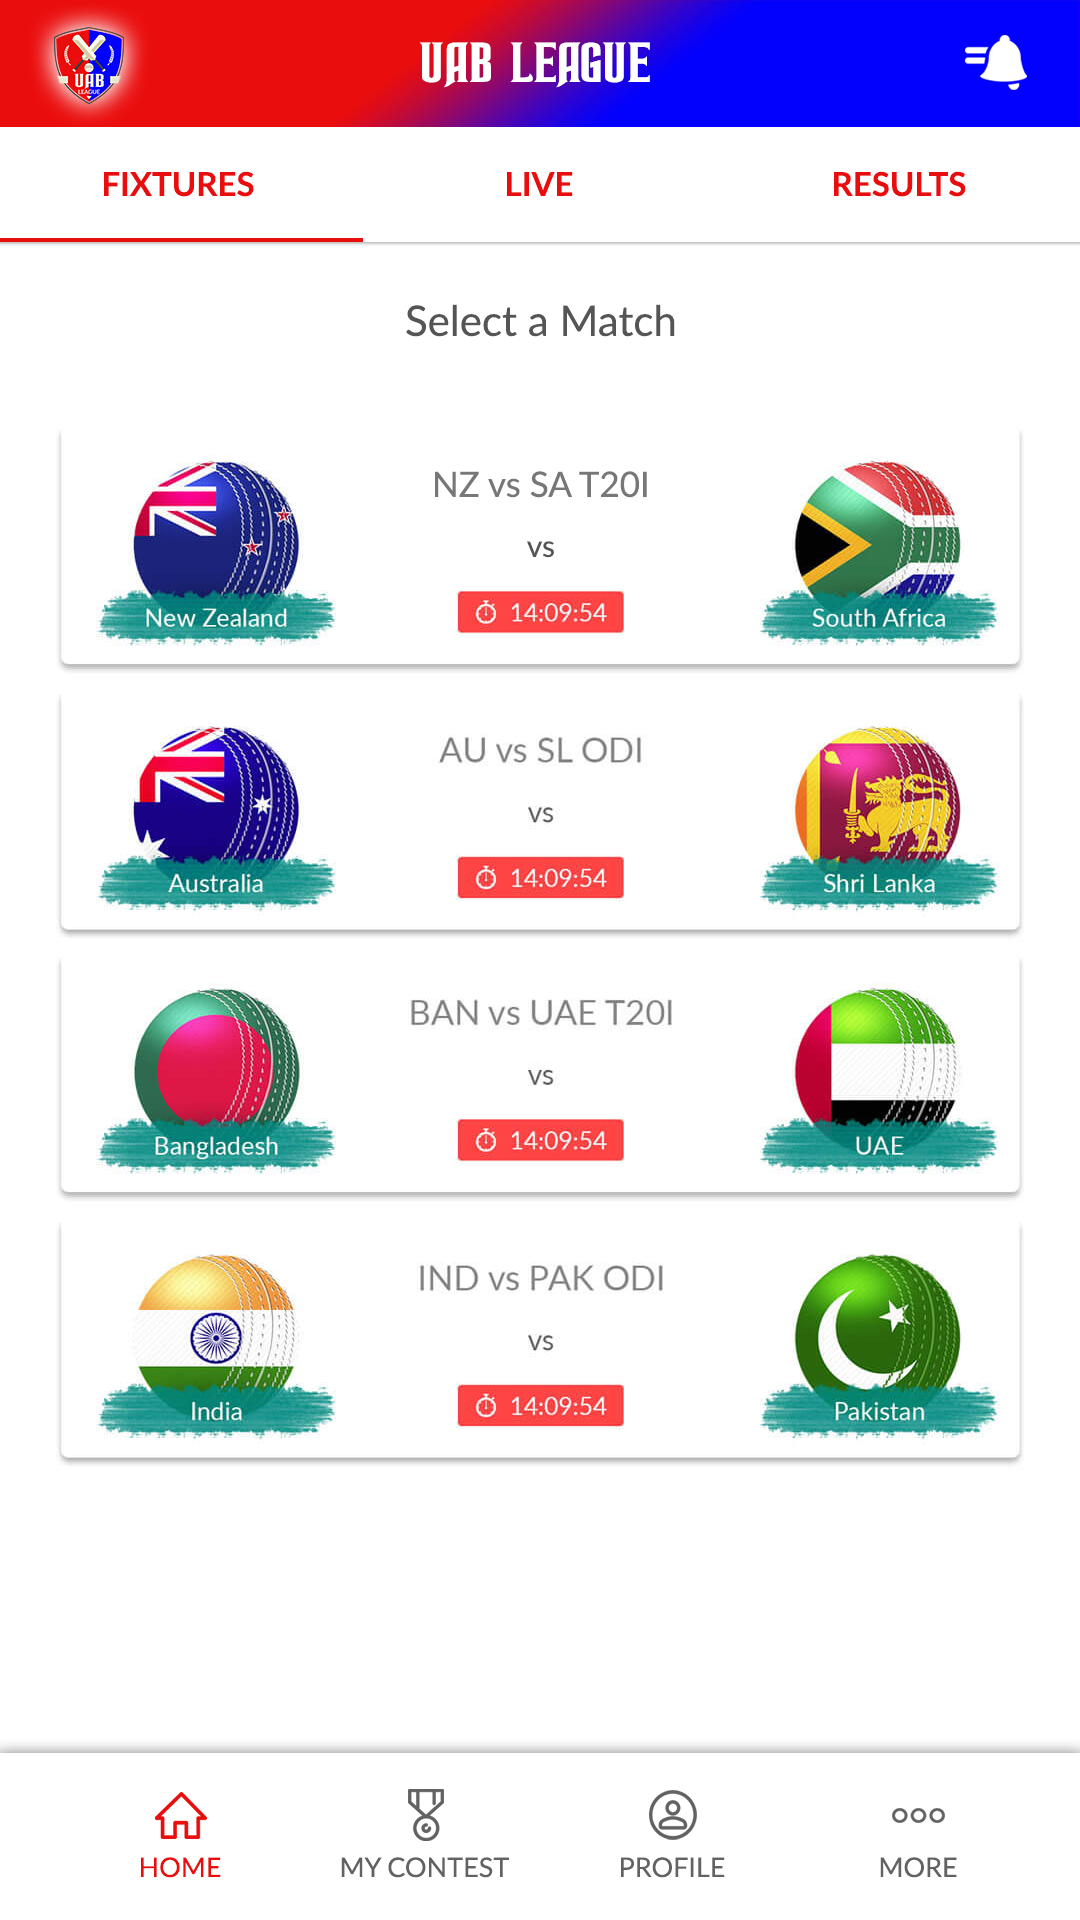 UAB
LEAGUE
UAB LEAGUE
FIXTURES
LIVE
RESULTS
Select a Match
NZ vs SA T20I
vs
14:09:54
New Zealand
South Africa
AU vs SL ODI
vs
14:09:54
Australia
Shri Lanka
BAN vs UAE T20I
vs
14:09:54
Bangladesh
UAE
IND vs PAK ODI
vs
14:09:54
India
Pakistan
HOME
MY CONTEST
PROFILE
MORE